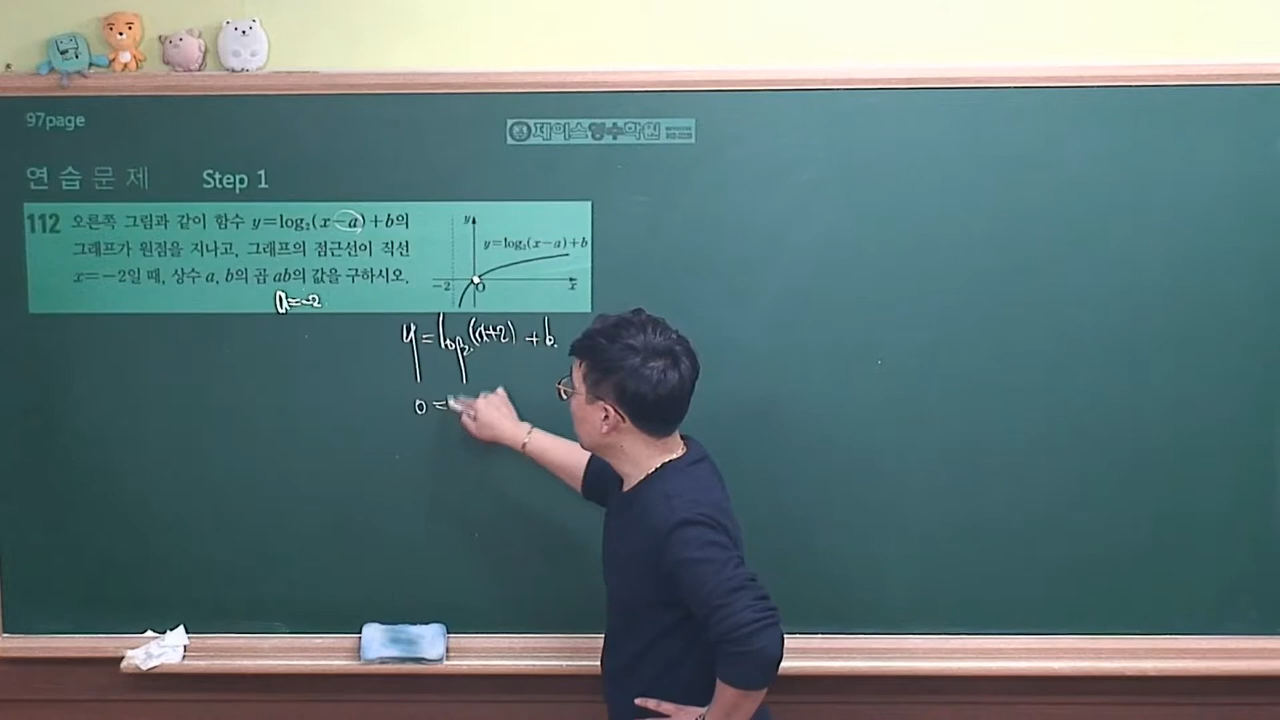 97page
제이스영수학원
연습문제 Step 1
112 오른쪽 그림과 같이 함수 y=log₂(x-a)+b의
그래프가 원점을 지나고, 그래프의 점근선이 직선
x=-2일 때, 상수 a, b의 곱 ab의 값을 구하시오.
y
y=log₂(x-a)+b
-2
O
x
a=-2
y=log₂(x+2)+b.
0=